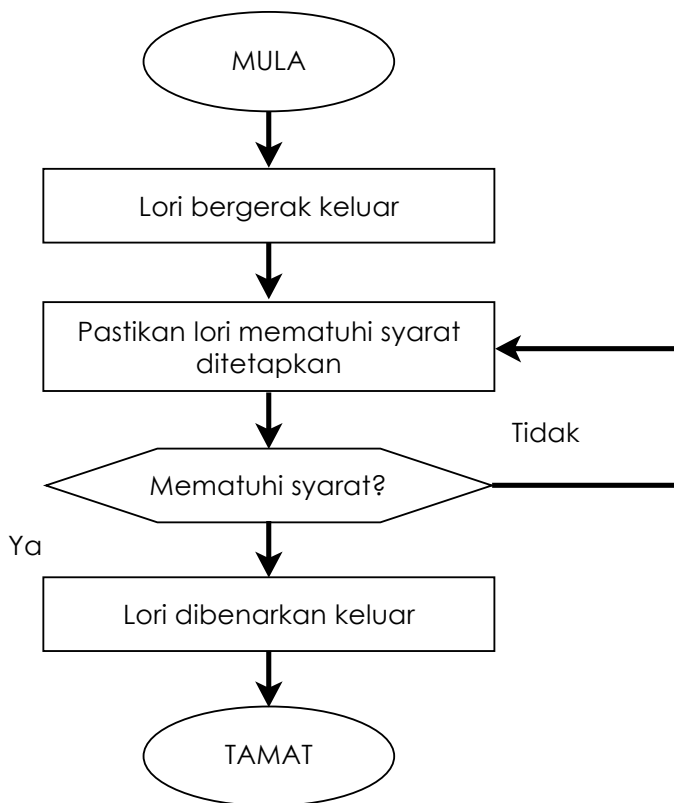 MULA
Lori bergerak keluar
Pastikan lori mematuhi syarat
ditetapkan
Tidak
Mematuhi syarat?
Ya
Lori dibenarkan keluar
TAMAT